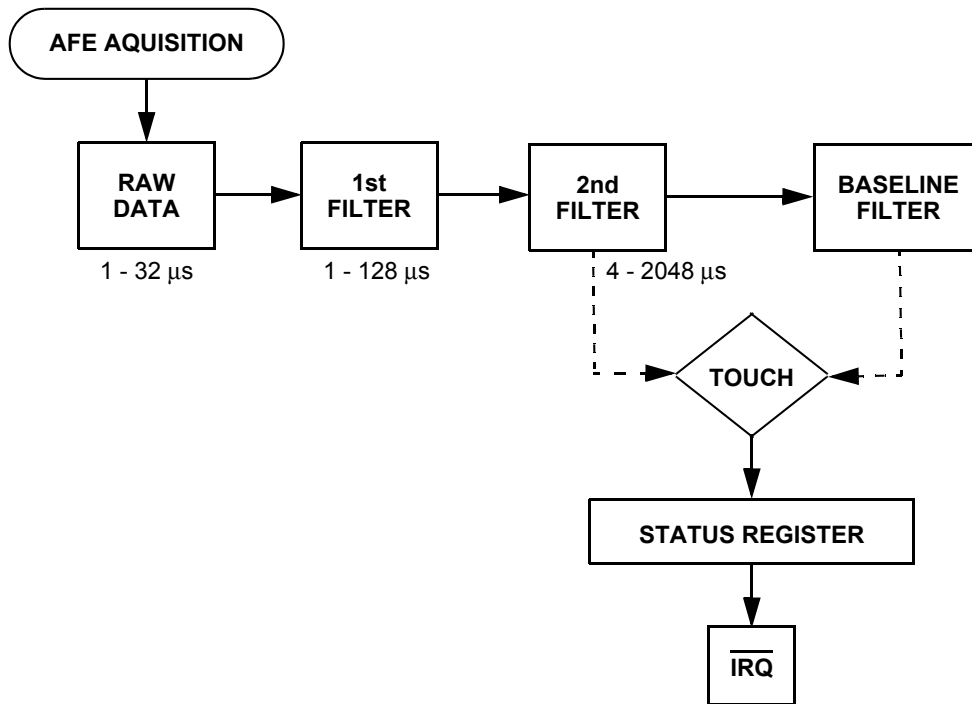 AFE AQUISITION
RAW
DATA
1st
FILTER
2nd
FILTER
BASELINE
FILTER
1 - 32 μs
1 - 128 μs
4 - 2048 μs
TOUCH
STATUS REGISTER
IRQ